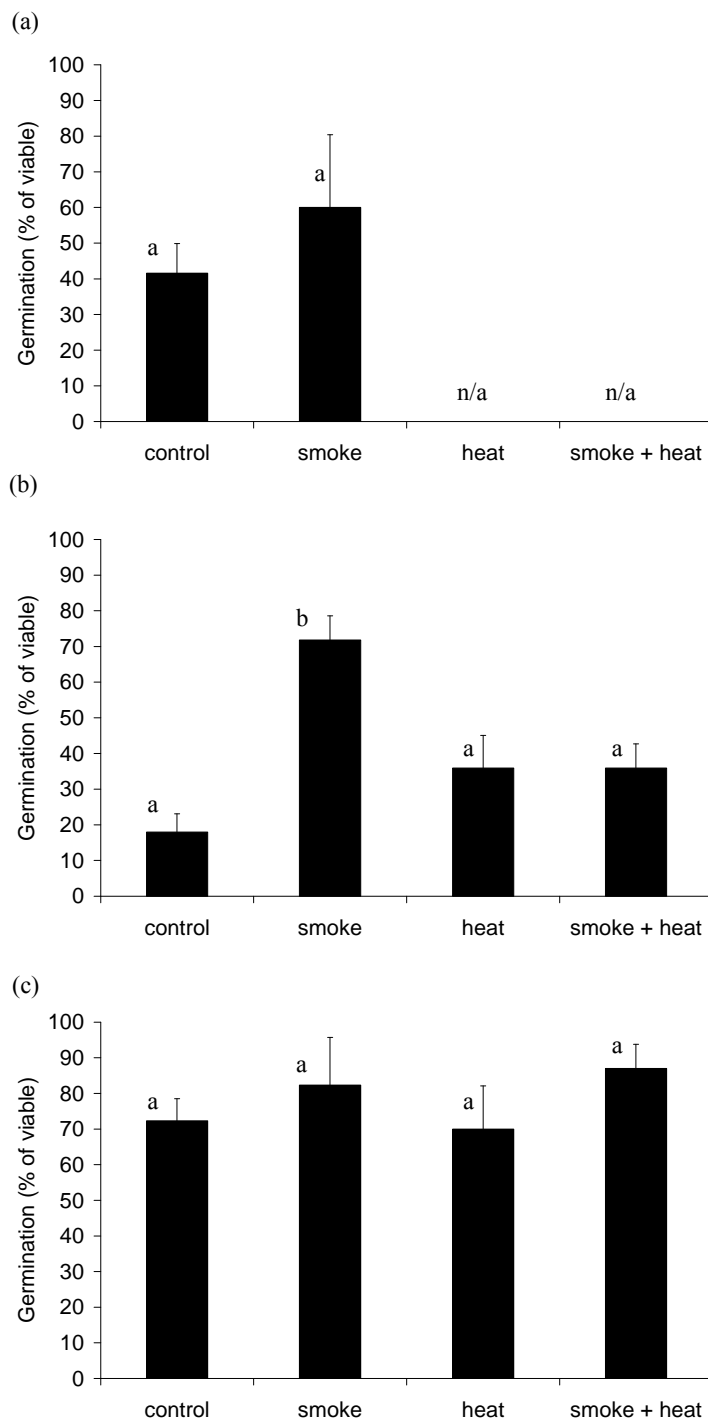 (a)
100
90
80
70
60
50
40
30
20
10
0
Germination (% of viable)
a
a
n/a
n/a
control smoke heat smoke + heat
(b)
100
90
80
70
60
50
40
30
20
10
0
Germination (% of viable)
a
b
a
a
control smoke heat smoke + heat
(c)
100
90
80
70
60
50
40
30
20
10
0
Germination (% of viable)
a
a
a
a
control smoke heat smoke + heat